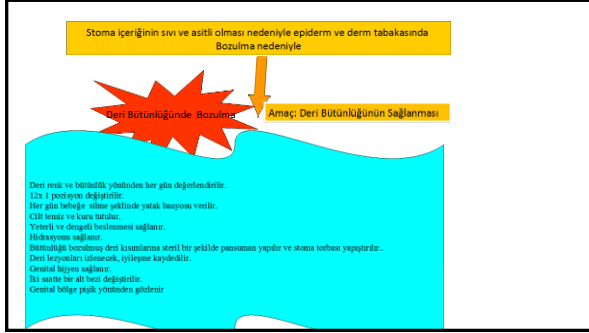 Stoma içeriğinin sıvı ve asitli olması nedeniyle epiderm ve derm tabakasında
Bozulma nedeniyle
Deri Bütünlüğünde Bozulma
Amaç: Deri Bütünlüğünün Sağlanması
Deri renk ve bütünlük yönünden her gün değerlendirilir.
12x 1 pozisyon değiştirilir.
Her gün bebeğe silme şeklinde yatak banyosu verilir.
Cilt temiz ve kuru tutulur.
Yeterli ve dengeli beslenmesi sağlanır.
Hidrasyonu sağlanır.
Bütünlüğü bozulmuş deri kısımlarına steril bir şekilde pansuman yapılır ve stoma torbası yapıştırılır..
Deri lezyonları izlenecek, iyileşme kaydedilir.
Genital hijyen sağlanır.
İki saatte bir alt bezi değiştirilir.
Genital bölge pişik yönünden gözlenir